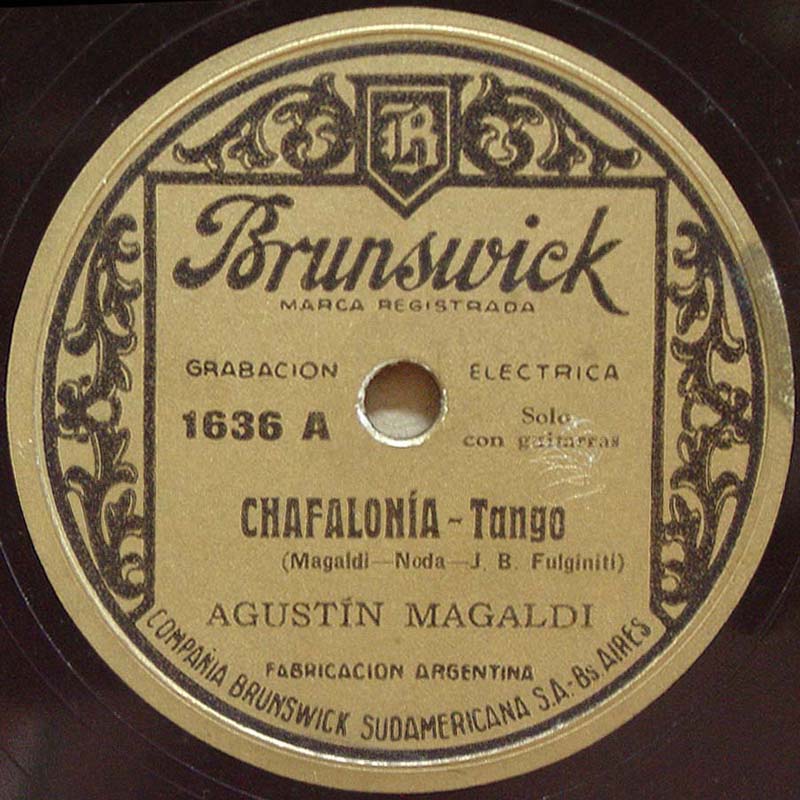 B
Brunswick
MARCA REGISTRADA
GRABACION ELECTRICA
1636 A
Solo
con guitarras
CHAFALONÍA - Tango
(Magaldi—Noda—J. B. Fulginiti)
AGUSTÍN MAGALDI
FABRICACION ARGENTINA
COMPAÑIA BRUNSWICK SUDAMERICANA S.A.-Bs AIRES